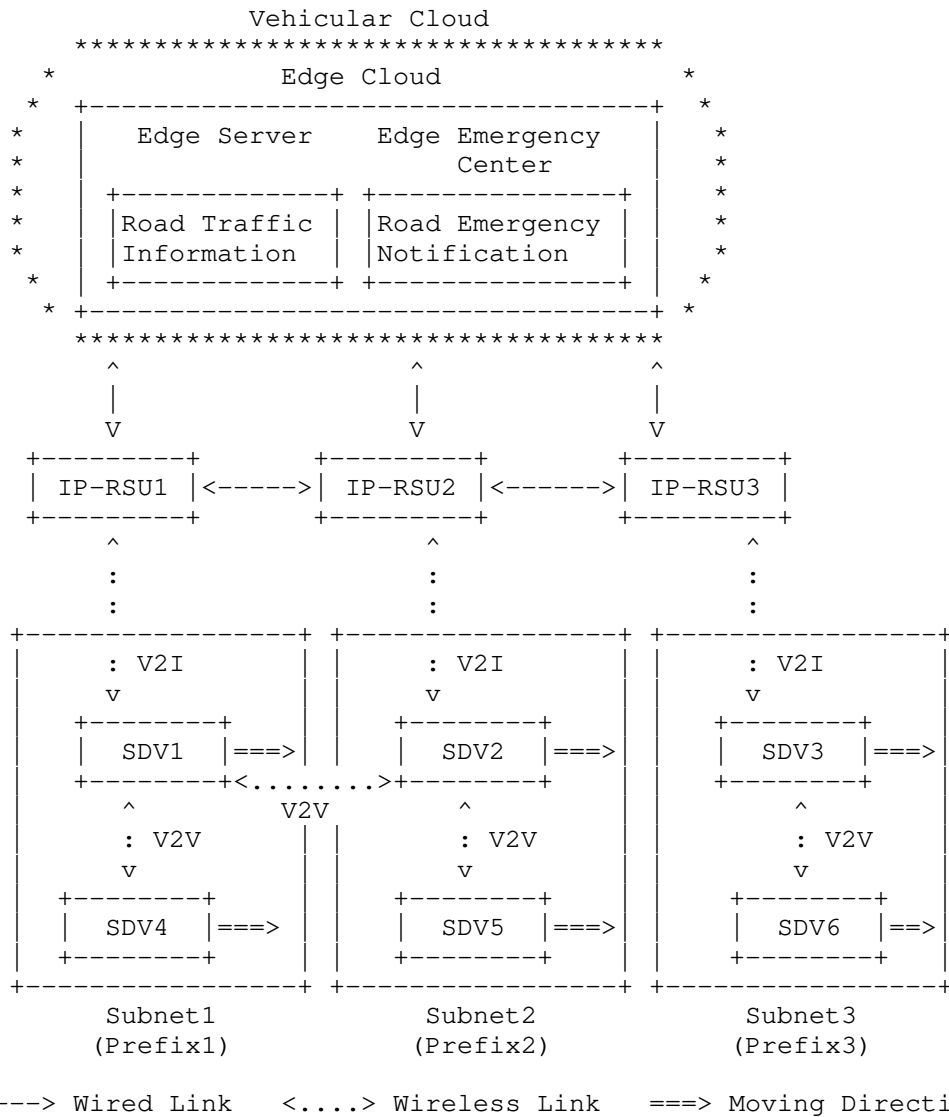 Vehicular Cloud
Edge Cloud
Edge Server Edge Emergency
Center
Road Traffic Road Emergency
Information Notification
IP-RSU1 <-----> IP-RSU2 <------> IP-RSU3
: V2I : V2I : V2I
SDV1 ===> SDV2 ===> SDV3 ===>
<........>
V2V
: V2V : V2V : V2V
SDV4 ===> SDV5 ===> SDV6 ==>
Subnet1 Subnet2 Subnet3
(Prefix1) (Prefix2) (Prefix3)
---> Wired Link <....> Wireless Link ===> Moving Directi